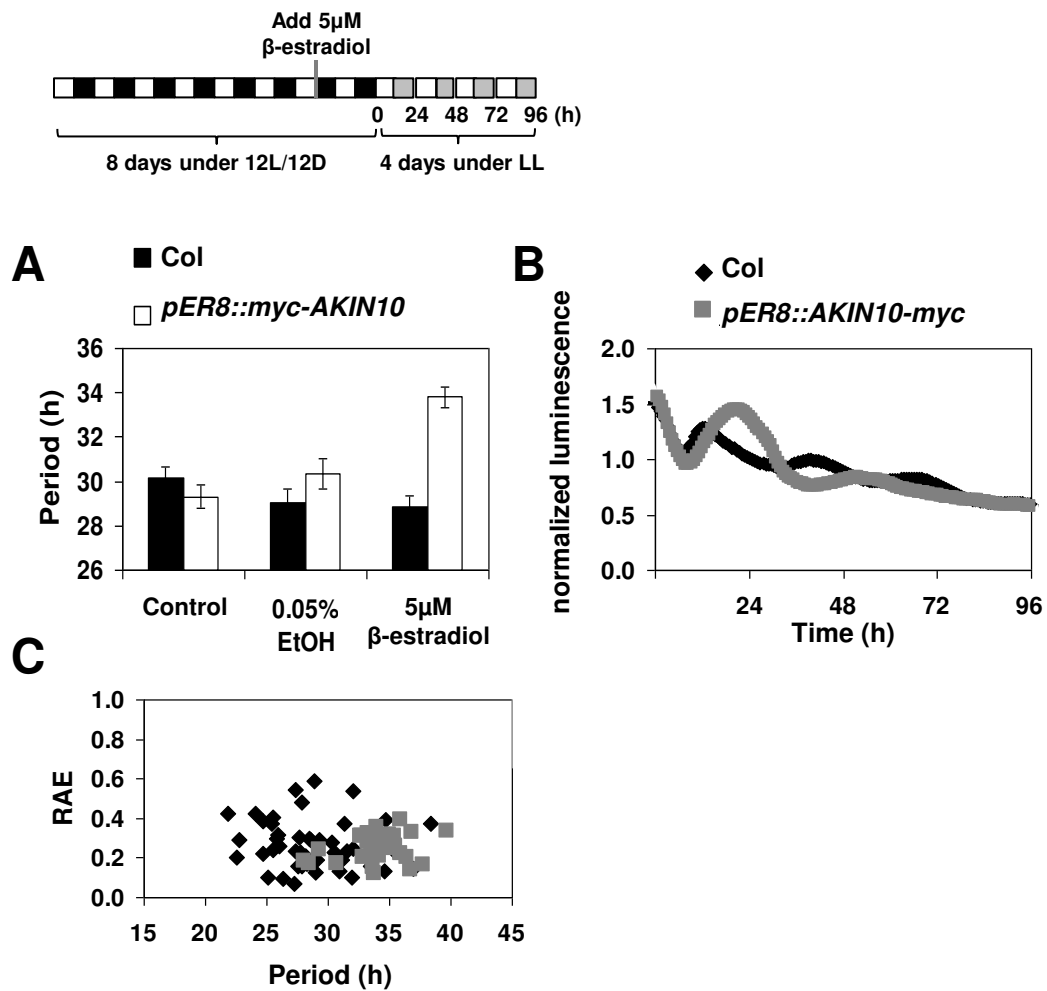 Add 5µM
β-estradiol
0 24 48 72 96 (h)
8 days under 12L/12D
4 days under LL
A
Col
pER8::myc-AKIN10
36
34
32
30
28
26
Period (h)
Control
0.05%
EtOH
5µM
β-estradiol
B
Col
pER8::AKIN10-myc
normalized luminescence
2.0
1.5
1.0
0.5
0.0
24 48 72 96
Time (h)
C
1.0
0.8
0.6
0.4
0.2
0.0
RAE
15 20 25 30 35 40 45
Period (h)